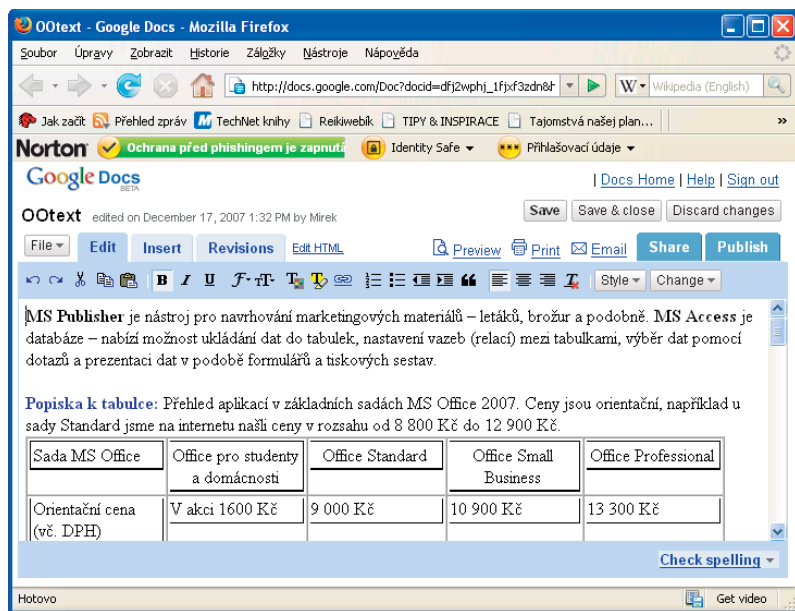 OOtext - Google Docs - Mozilla Firefox
Soubor Úpravy Zobrazit Historie Záložky Nástroje Nápověda
http://docs.google.com/Doc?docid=dfj2wphj_1fjxf3zdn8& W Wikipedia (English)
Jak začít Přehled zpráv TechNet knihy Reikiwebík TIPY & INSPIRACE Tajomstvá našej plan... »
Norton Ochrana před phishingem je zapnutá Identity Safe Přihlašovací údaje
Google Docs BETA
| Docs Home | Help | Sign out
OOtext edited on December 17, 2007 1:32 PM by Mirek Save Save & close Discard changes
File Edit Insert Revisions Edit HTML Preview Print Email Share Publish
B I U Style Change
MS Publisher je nástroj pro navrhování marketingových materiálů – letáků, brožur a podobně. MS Access je
databáze – nabízí možnost ukládání dat do tabulek, nastavení vazeb (relací) mezi tabulkami, výběr dat pomocí
dotazů a prezentaci dat v podobě formulářů a tiskových sestav.
Popiska k tabulce: Přehled aplikací v základních sadách MS Office 2007. Ceny jsou orientační, například u
sady Standard jsme na internetu našli ceny v rozsahu od 8 800 Kč do 12 900 Kč.
Sada MS Office Office pro studenty Office Standard Office Small Office Professional
a domácnosti Business
Orientační cena V akci 1600 Kč 9 000 Kč 10 900 Kč 13 300 Kč
(vč. DPH)
Check spelling
Hotovo Get video